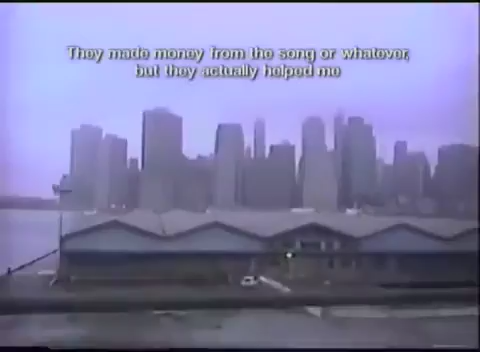 They made money from the song or whatever,
but they actually helped me